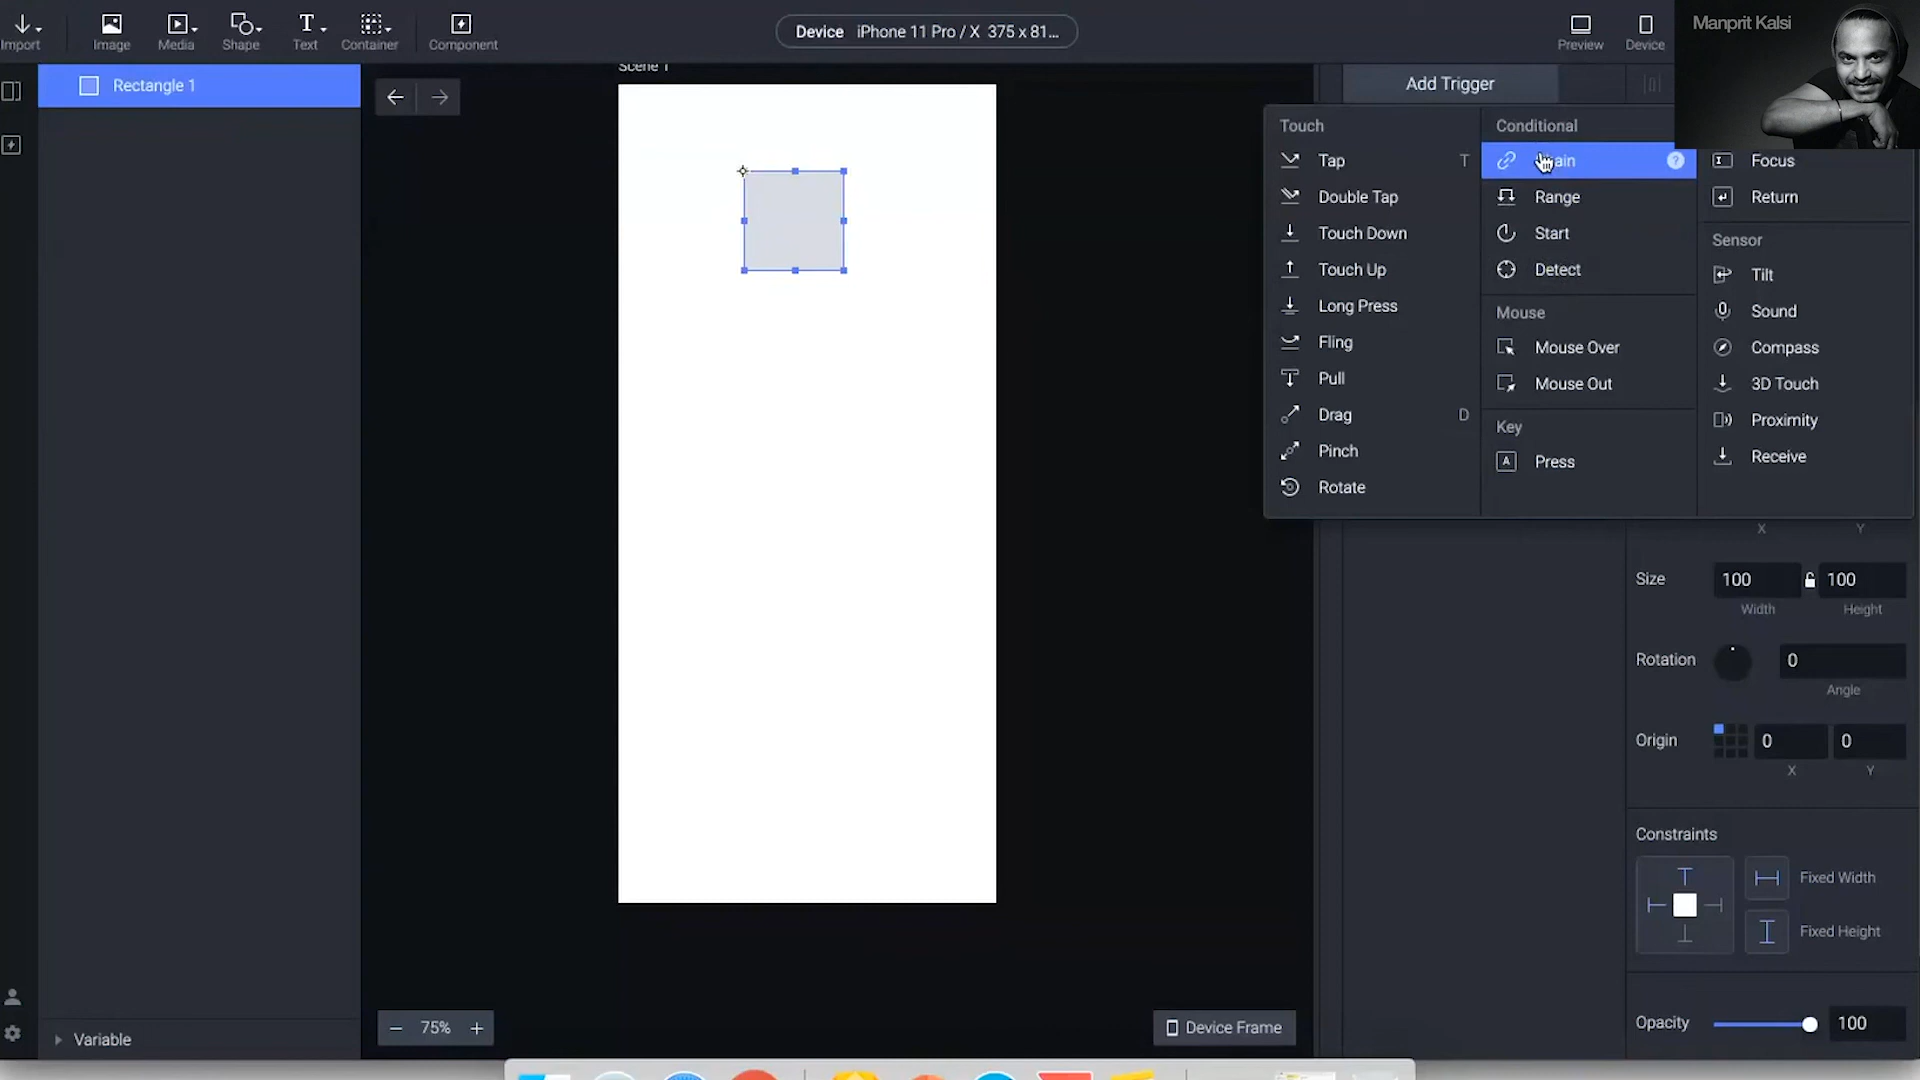 Import
Image
Media
Shape
Text
Container
Component
Device iPhone 11 Pro / X 375 x 81...
Preview
Device
Manprit Kalsi
Rectangle 1
Scene 1
Add Trigger
Touch
Tap T
Double Tap
Touch Down
Touch Up
Long Press
Fling
Pull
Drag D
Pinch
Rotate
Conditional
?
Range
Start
Detect
Mouse
Mouse Over
Mouse Out
Key
A Press
Focus
Return
Sensor
Tilt
Sound
Compass
3D Touch
Proximity
Receive
X Y
Size 100 100
Width Height
Rotation 0
Angle
Origin 0 0
X Y
Constraints
Fixed Width
Fixed Height
Opacity 100
Variable
75%
Device Frame